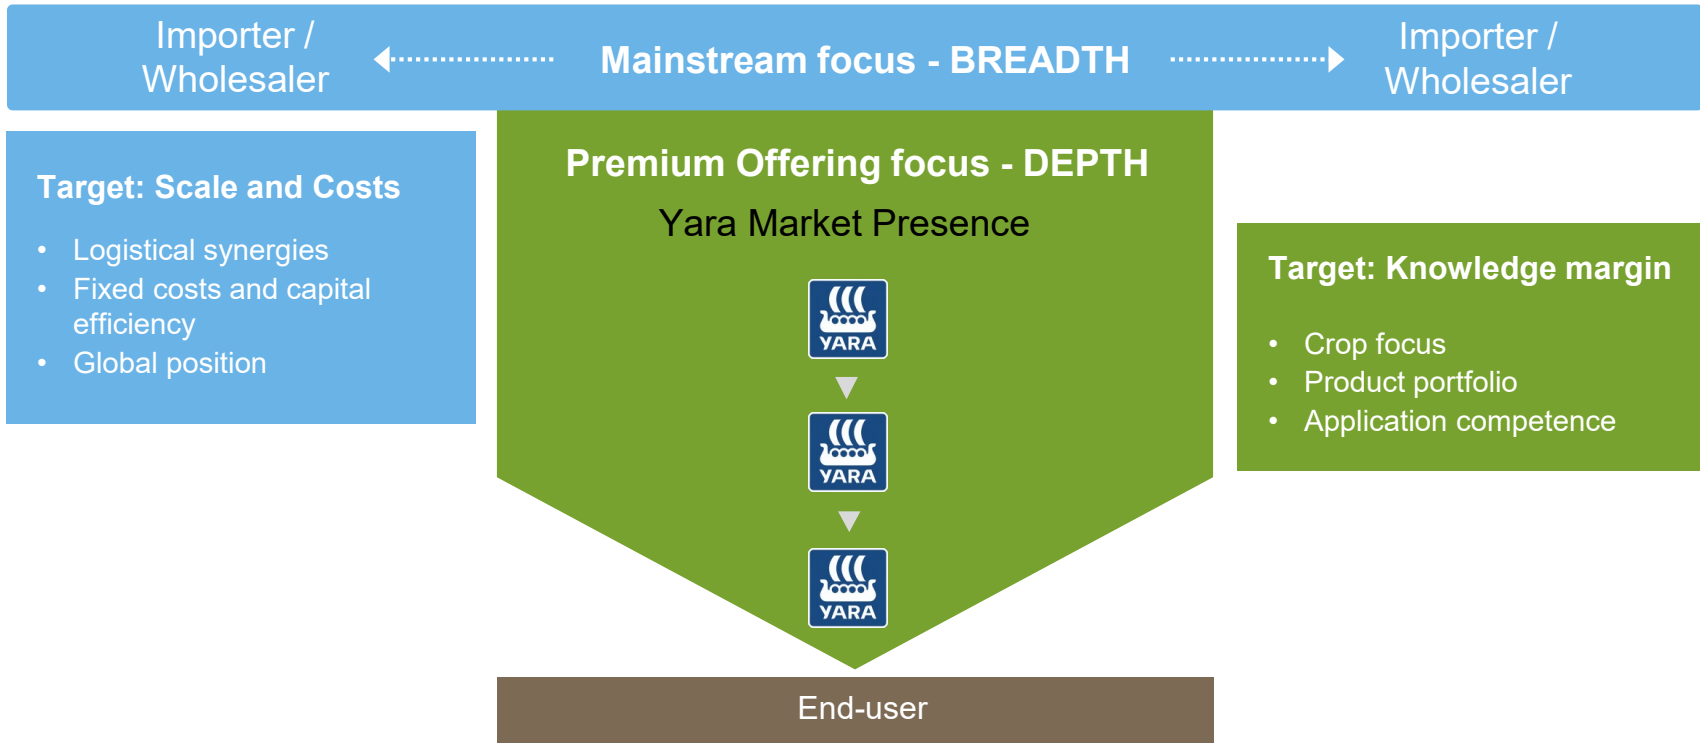 Importer /
Wholesaler
Mainstream focus - BREADTH
Importer /
Wholesaler
Target: Scale and Costs
• Logistical synergies
• Fixed costs and capital
efficiency
• Global position
Premium Offering focus - DEPTH
Yara Market Presence
YARA
YARA
YARA
Target: Knowledge margin
• Crop focus
• Product portfolio
• Application competence
End-user